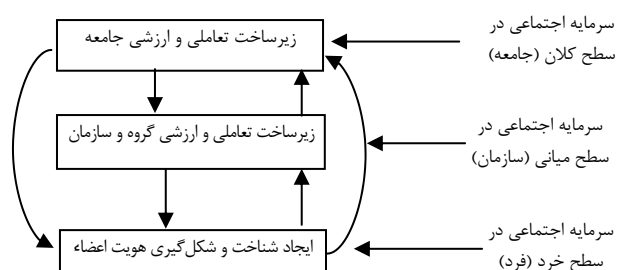 سرمایه اجتماعی در
سطح کلان (جامعه)
زیرساخت تعاملی و ارزشی جامعه
سرمایه اجتماعی در
سطح میانی (سازمان)
زیرساخت تعاملی و ارزشی گروه و سازمان
سرمایه اجتماعی در
سطح خرد (فرد)
ایجاد شناخت و شکل‌گیری هویت اعضاء